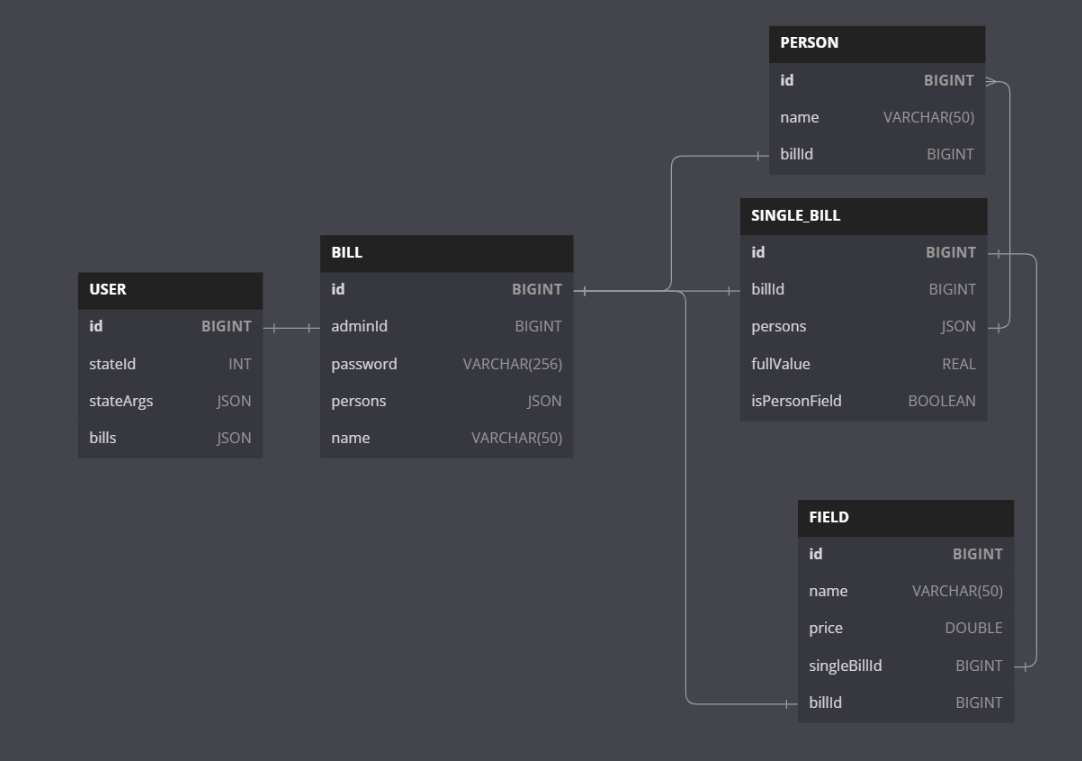 PERSON
id BIGINT
name VARCHAR(50)
billId BIGINT
SINGLE_BILL
id BIGINT
billId BIGINT
persons JSON
fullValue REAL
isPersonField BOOLEAN
BILL
id BIGINT
adminId BIGINT
password VARCHAR(256)
persons JSON
name VARCHAR(50)
USER
id BIGINT
stateId INT
stateArgs JSON
bills JSON
FIELD
id BIGINT
name VARCHAR(50)
price DOUBLE
singleBillId BIGINT
billId BIGINT